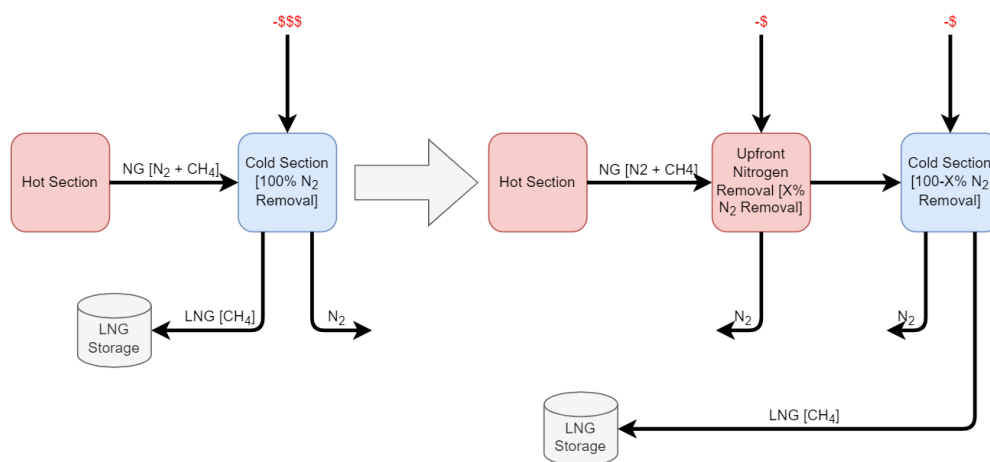 -$$$
Hot Section
NG [N₂ + CH₄]
Cold Section
[100% N₂
Removal]
LNG [CH₄]
N₂
LNG
Storage
-$
-$
Hot Section
NG [N2 + CH4]
Upfront
Nitrogen
Removal [X%
N₂ Removal]
Cold Section
[100-X% N₂
Removal]
N₂
N₂
LNG [CH₄]
LNG
Storage